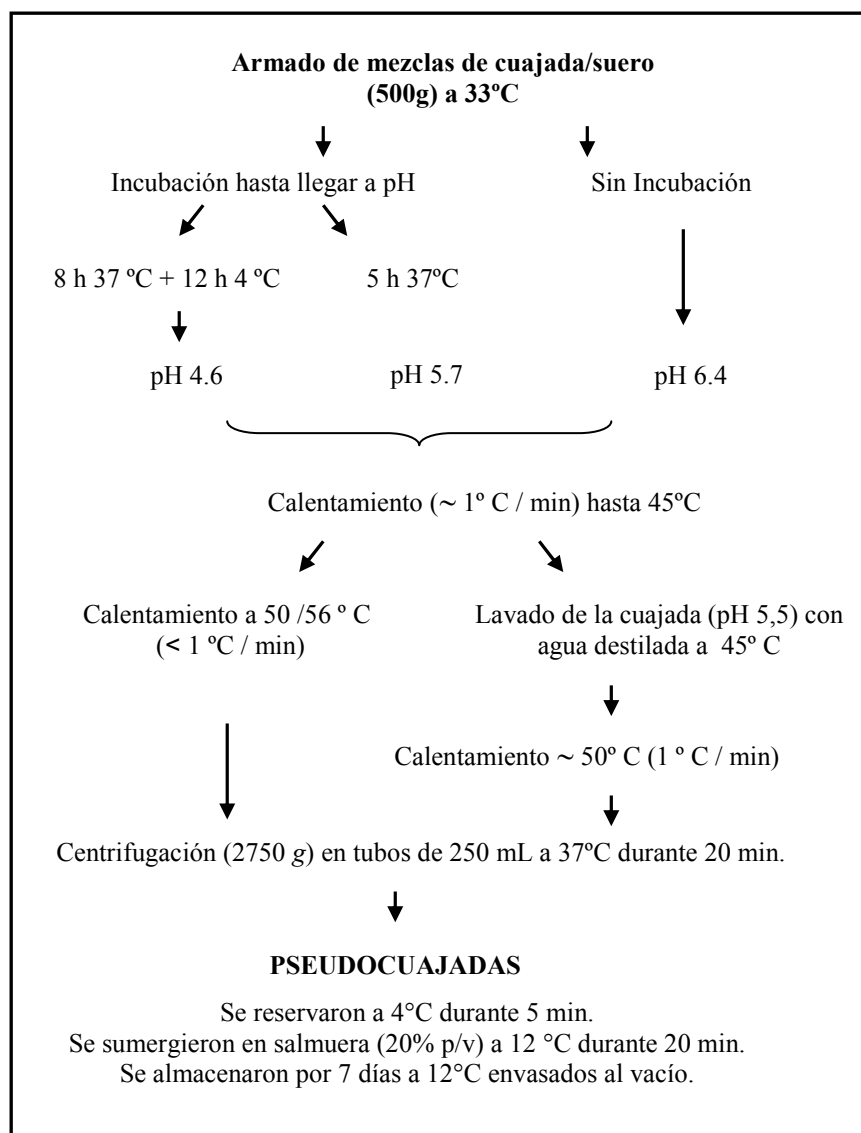 Armado de mezclas de cuajada/suero
(500g) a 33ºC
Incubación hasta llegar a pH
Sin Incubación
8 h 37 ºC + 12 h 4 ºC
5 h 37ºC
pH 4.6
pH 5.7
pH 6.4
Calentamiento (~ 1º C / min) hasta 45ºC
Calentamiento a 50 /56 º C
(< 1 ºC / min)
Lavado de la cuajada (pH 5,5) con
agua destilada a 45º C
Calentamiento ~ 50º C (1 º C / min)
Centrifugación (2750 g) en tubos de 250 mL a 37ºC durante 20 min.
PSEUDOCUAJADAS
Se reservaron a 4°C durante 5 min.
Se sumergieron en salmuera (20% p/v) a 12 °C durante 20 min.
Se almacenaron por 7 días a 12°C envasados al vacío.